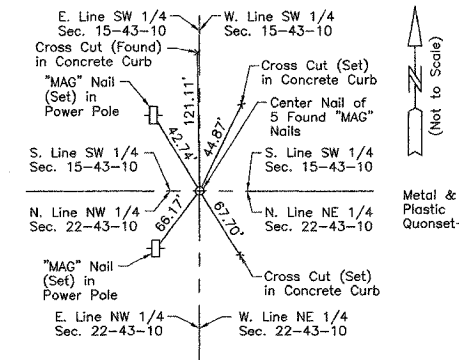 E. Line SW 1/4
Sec. 15-43-10
W. Line SW 1/4
Sec. 15-43-10
Cross Cut (Found)
in Concrete Curb
Cross Cut (Set)
in Concrete Curb
"MAG" Nail
(Set) in
Power Pole
121.11'
Center Nail of
5 Found "MAG"
Nails
42.74'
44.87'
N
(Not to Scale)
S. Line SW 1/4
Sec. 15-43-10
S. Line SW 1/4
Sec. 15-43-10
N. Line NW 1/4
Sec. 22-43-10
N. Line NE 1/4
Sec. 22-43-10
Metal &
Plastic
Quonset-
66.17'
67.70'
"MAG" Nail
(Set) in
Power Pole
Cross Cut (Set)
in Concrete Curb
E. Line NW 1/4
Sec. 22-43-10
W. Line NE 1/4
Sec. 22-43-10